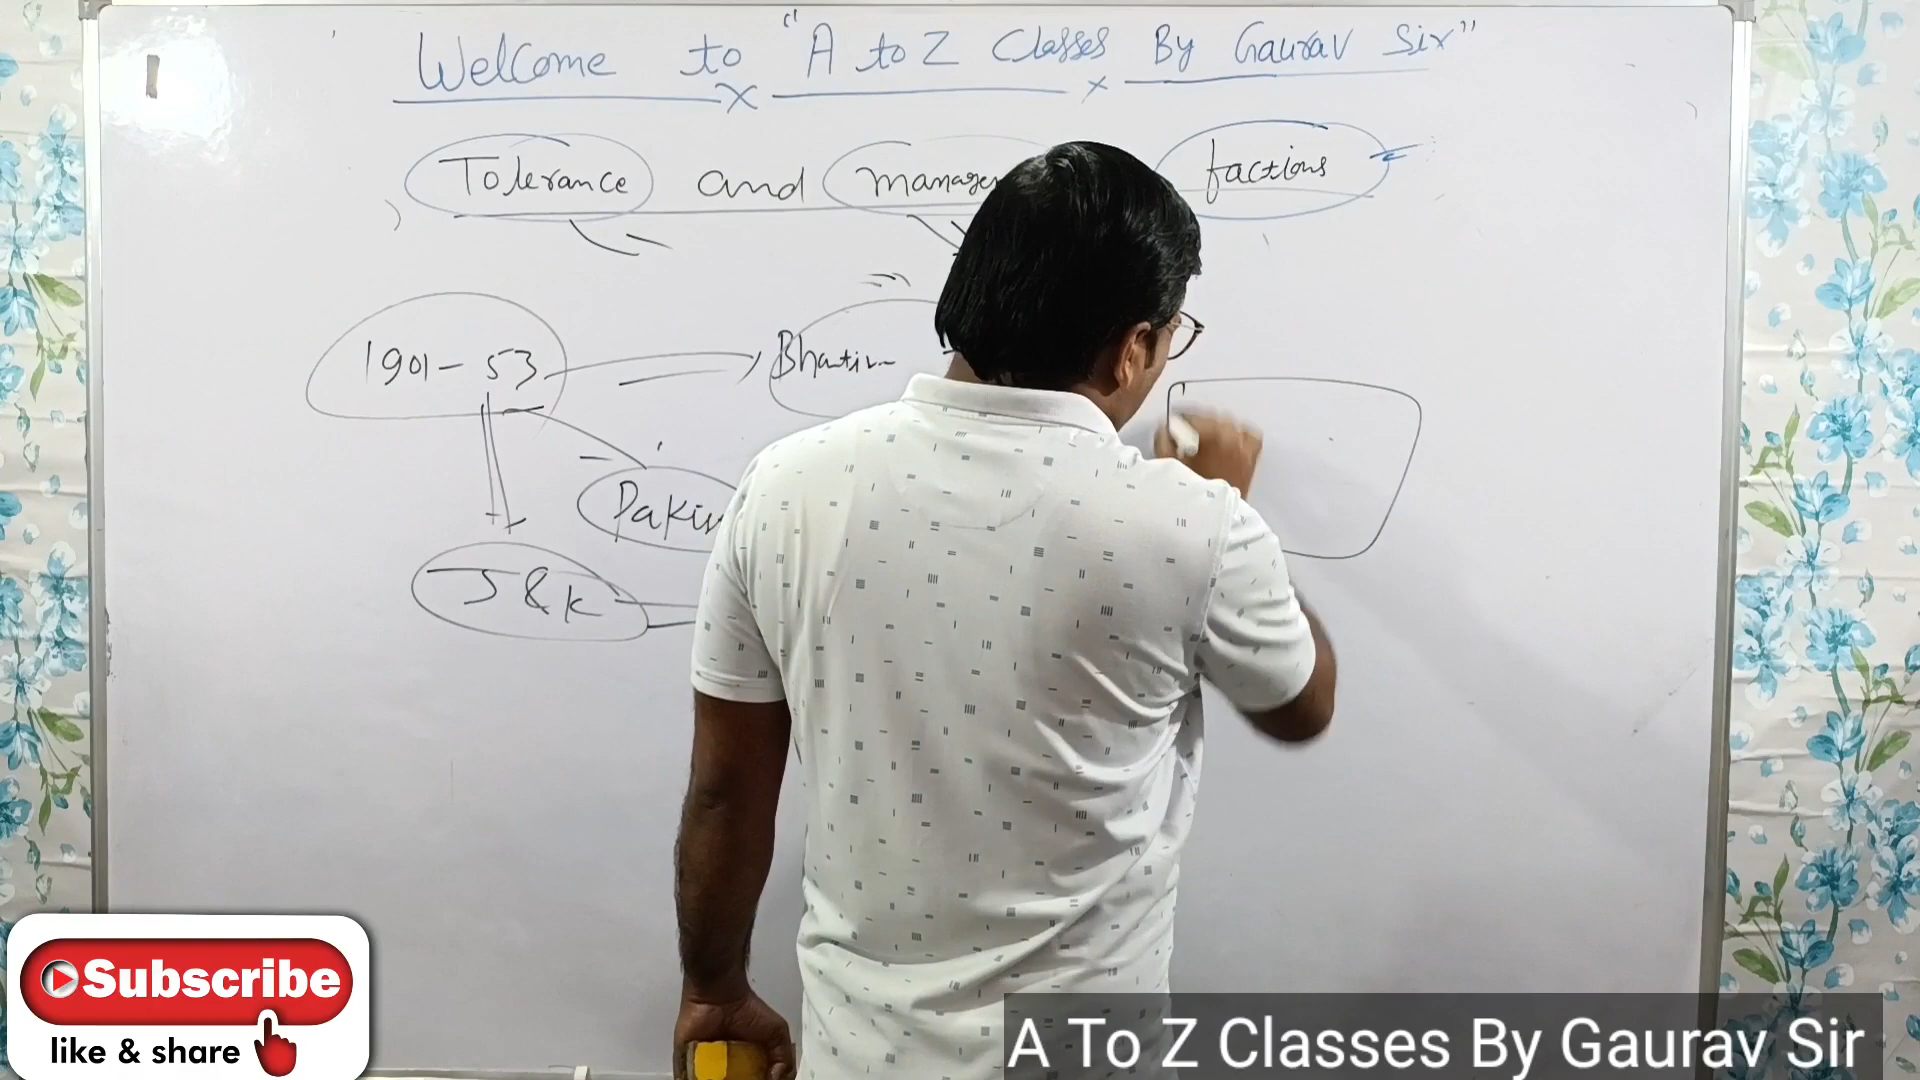 Welcome to "A to Z Classes By Gaurav Sir"
Tolerance and factions
1901-53
J & K
Subscribe
like & share
A To Z Classes By Gaurav Sir